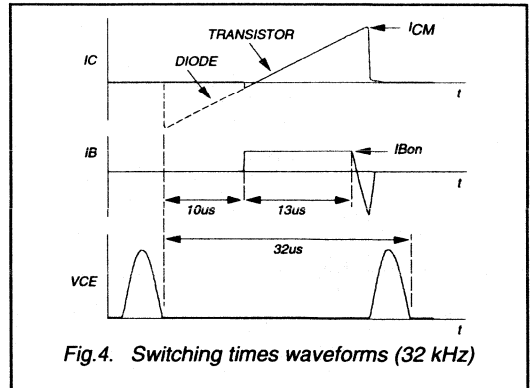 ICM
TRANSISTOR
IC
DIODE
t
IB
IBon
t
10us
13us
32us
VCE
t
Fig.4. Switching times waveforms (32 kHz)